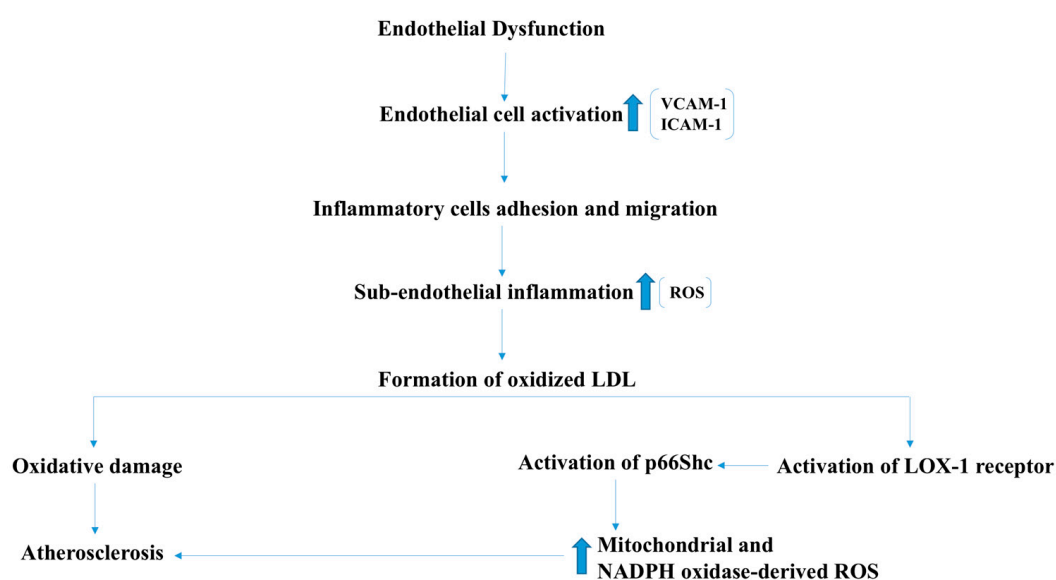 Endothelial Dysfunction
Endothelial cell activation
VCAM-1
ICAM-1
Inflammatory cells adhesion and migration
Sub-endothelial inflammation
ROS
Formation of oxidized LDL
Oxidative damage
Activation of p66Shc
Activation of LOX-1 receptor
Atherosclerosis
Mitochondrial and
NADPH oxidase-derived ROS